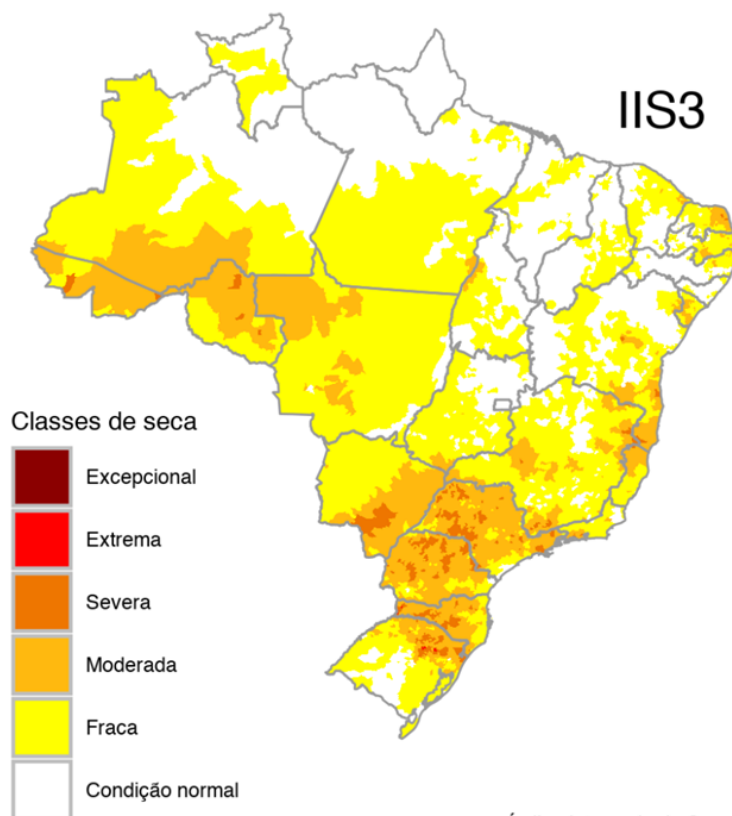 IIS3
Classes de seca
Excepcional
Extrema
Severa
Moderada
Fraca
Condição normal